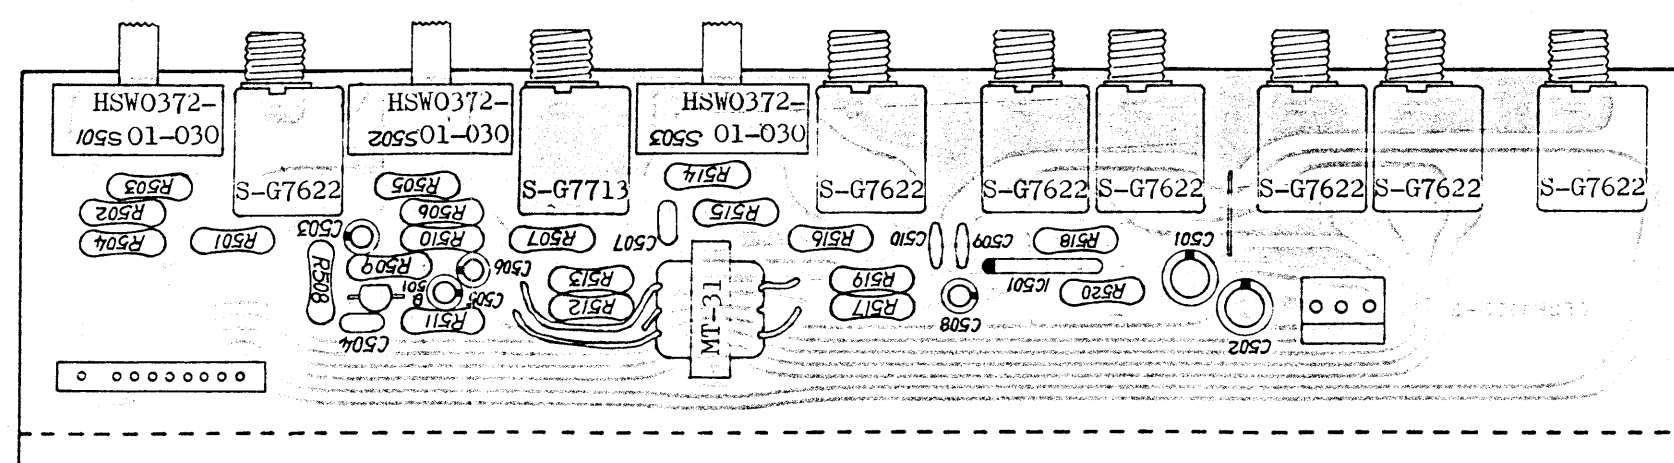 HSW0372-
S501 01-030
S-G7622
HSW0372-
S502 01-030
S-G7713
HSW0372-
S503 01-030
S-G7622
S-G7622
S-G7622
S-G7622
S-G7622
S-G7622
R503
R502
R504
R501
C503
R508
R505
R506
R510
R509
C506
C505
R511
C504
R507
R513
R512
C507
R514
R515
MT-31
R516
R519
R517
C510
C509
C508
IC501
R518
R520
C501
C502